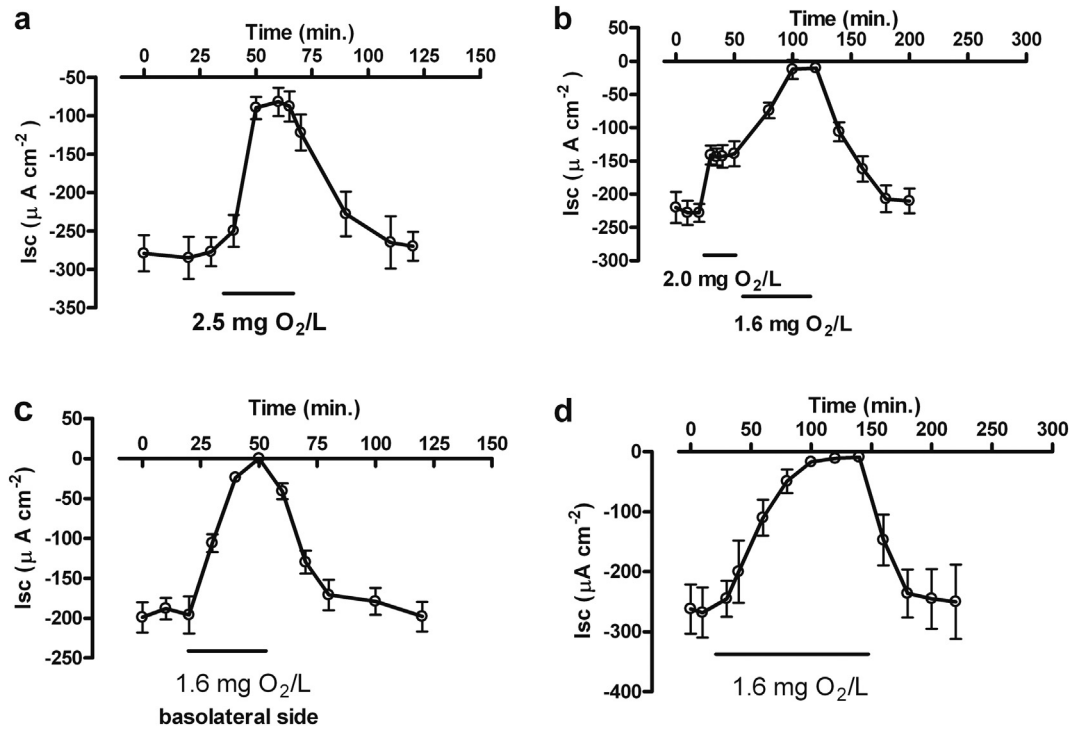 a
Time (min.)
0 25 50 75 100 125 150
-50
-100
-150
-200
-250
-300
-350
Isc (μ A cm-2 )
2.5 mg O2/L
b
Time (min.)
0 50 100 150 200 300
50
0
-50
-100
-150
-200
-250
-300
Isc (μ A cm-2)
2.0 mg O2/L
1.6 mg O2/L
c
Time (min.)
0 25 50 75 100 125 150
50
0
-50
-100
-150
-200
-250
Isc (μ A cm-2)
1.6 mg O2/L
basolateral side
d
Time (min.)
0 50 100 150 200 250 300
0
-100
-200
-300
-400
Isc (μA cm-2)
1.6 mg O2/L